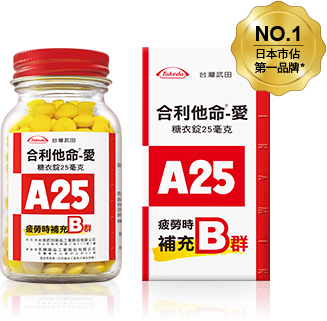 NO.1
日本市佔
第一品牌*
Takeda
台灣武田
合利他命®-愛
糖衣錠25毫克
A25
疲勞時
補充B群
Takeda
台灣武田
合利他命®-愛
糖衣錠25毫克
A25
疲勞時
補充B群